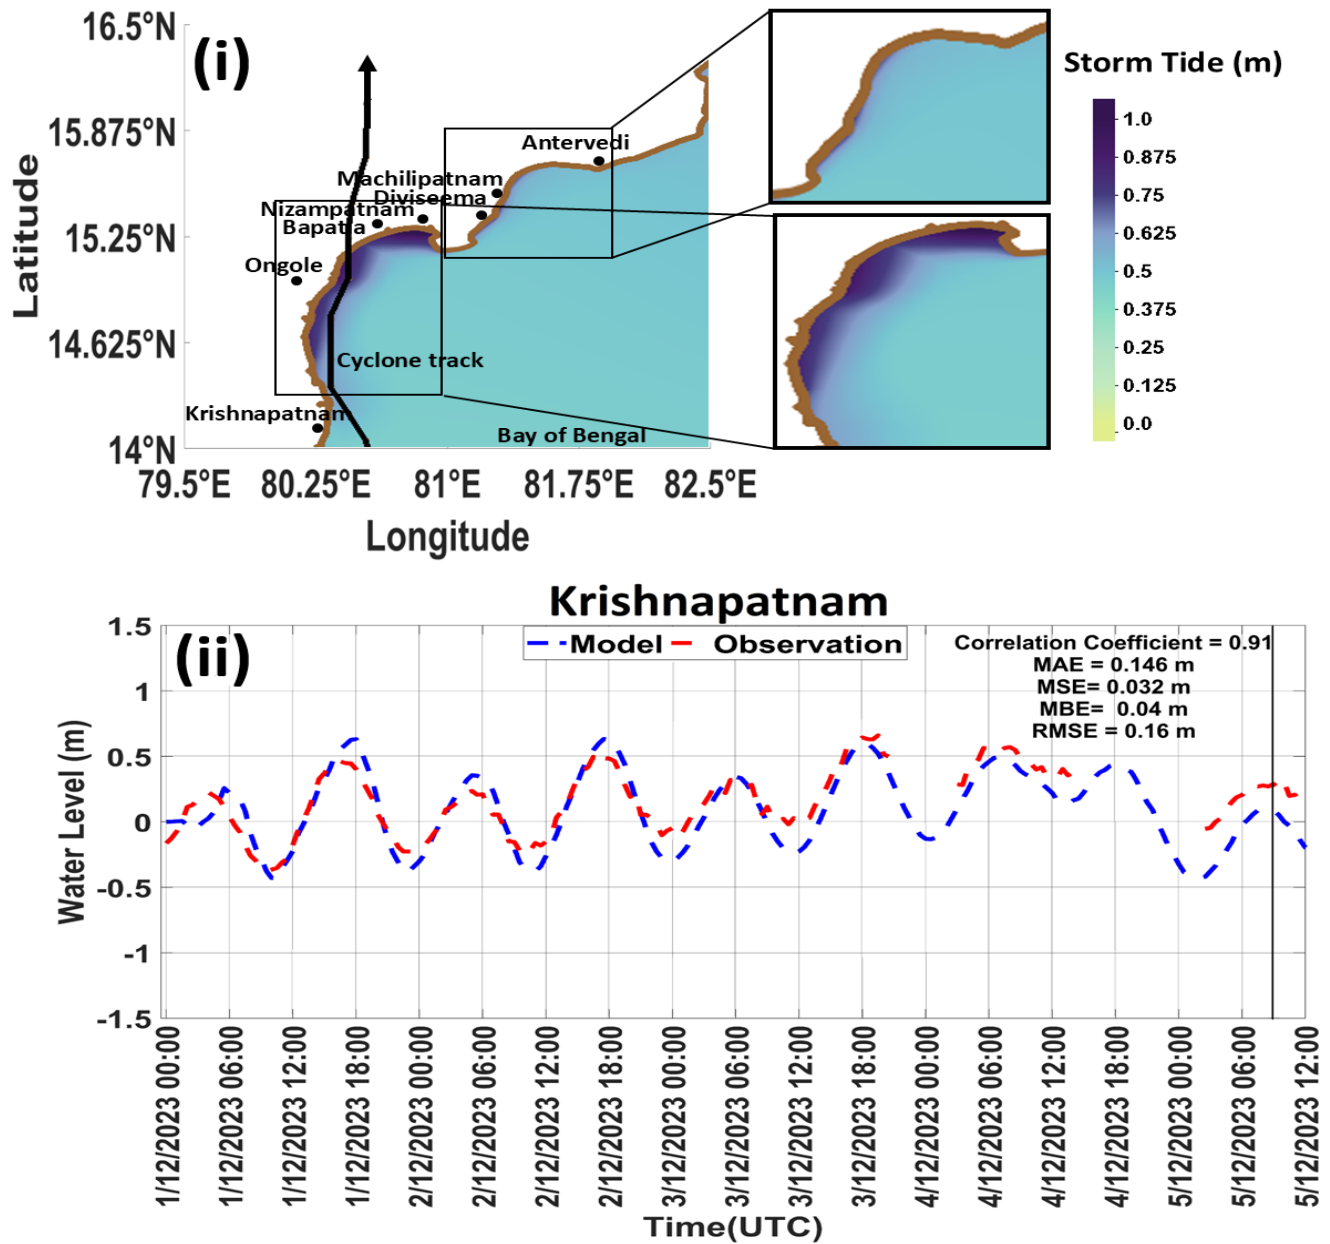 (i)
16.5°N
15.875°N
15.25°N
14.625°N
14°N
Latitude
79.5°E 80.25°E 81°E 81.75°E 82.5°E
Longitude
Antervedi
Machilipatnam
Diviseema
Nizampatnam
Bapatla
Ongole
Cyclone track
Krishnapatnam
Bay of Bengal
Storm Tide (m)
1.0
0.875
0.75
0.625
0.5
0.375
0.25
0.125
0.0
Krishnapatnam
(ii)
Model Observation
Correlation Coefficient = 0.91
MAE = 0.146 m
MSE= 0.032 m
MBE= 0.04 m
RMSE = 0.16 m
1.5
1
0.5
0
-0.5
-1
-1.5
Water Level (m)
1/12/2023 00:00
1/12/2023 06:00
1/12/2023 12:00
1/12/2023 18:00
2/12/2023 00:00
2/12/2023 06:00
2/12/2023 12:00
2/12/2023 18:00
3/12/2023 00:00
3/12/2023 06:00
3/12/2023 12:00
3/12/2023 18:00
4/12/2023 00:00
4/12/2023 06:00
4/12/2023 12:00
4/12/2023 18:00
5/12/2023 00:00
5/12/2023 06:00
5/12/2023 12:00
Time(UTC)